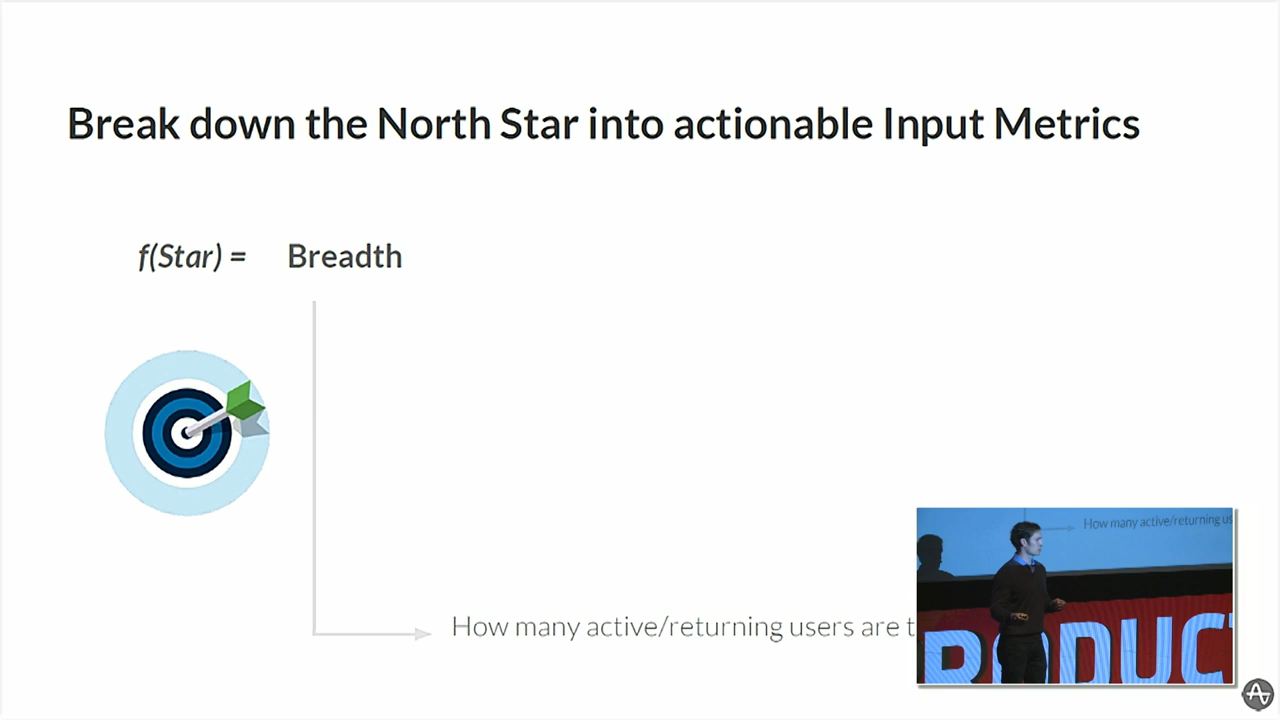 Break down the North Star into actionable Input Metrics
f(Star) = Breadth
How many active/returning users are t
How many active/returning us
PRODUCT